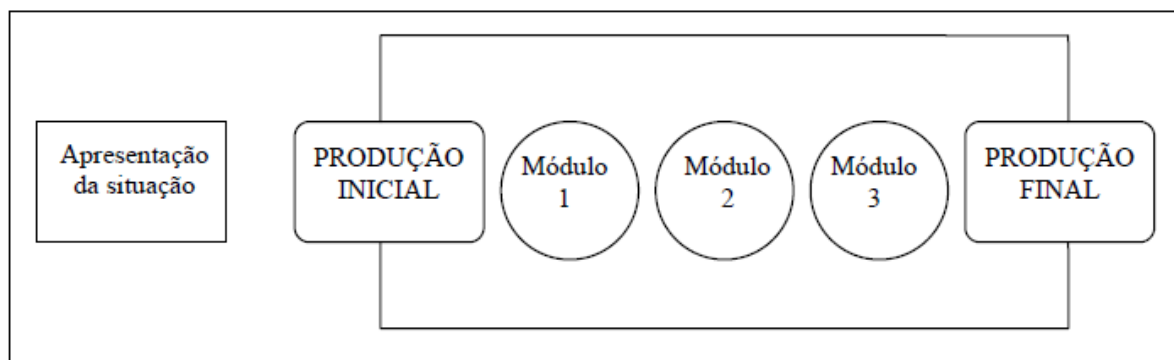 Apresentação
da situação
PRODUÇÃO
INICIAL
Módulo
1
Módulo
2
Módulo
3
PRODUÇÃO
FINAL